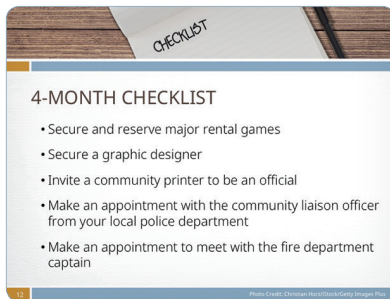 CHECKLIST
4-MONTH CHECKLIST
• Secure and reserve major rental games
• Secure a graphic designer
• Invite a community printer to be an official
• Make an appointment with the community liaison officer
from your local police department
• Make an appointment to meet with the fire department
captain
12
Photo Credit: Christian Horz/iStock/Getty Images Plus